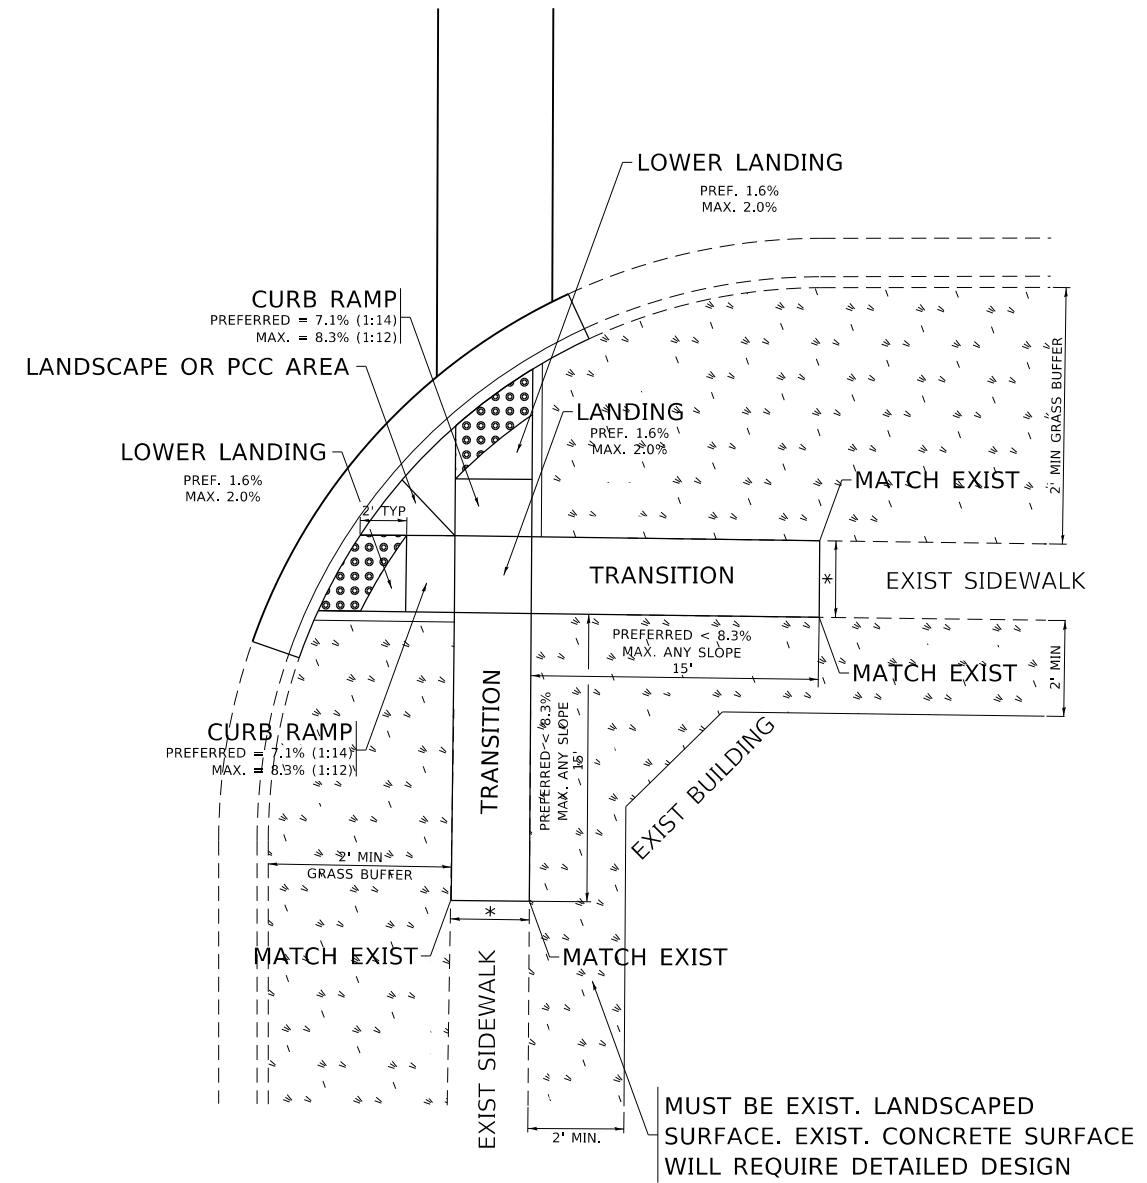 LOWER LANDING
PREF. 1.6%
MAX. 2.0%
CURB RAMP
PREFERRED = 7.1% (1:14)
MAX. = 8.3% (1:12)
LANDSCAPE OR PCC AREA
LANDING
PREF. 1.6%
MAX. 2.0%
LOWER LANDING
PREF. 1.6%
MAX. 2.0%
2' TYP
2' MIN GRASS BUFFER
MATCH EXIST
TRANSITION
*
EXIST SIDEWALK
PREFERRED < 8.3%
MAX. ANY SLOPE
15'
MATCH EXIST
2' MIN
CURB RAMP
PREFERRED = 7.1% (1:14)
MAX. = 8.3% (1:12)
TRANSITION
PREFERRED < 8.3%
MAX. ANY SLOPE
15'
EXIST BUILDING
2' MIN
GRASS BUFFER
*
MATCH EXIST
MATCH EXIST
EXIST SIDEWALK
2' MIN.
MUST BE EXIST. LANDSCAPED
SURFACE. EXIST. CONCRETE SURFACE
WILL REQUIRE DETAILED DESIGN